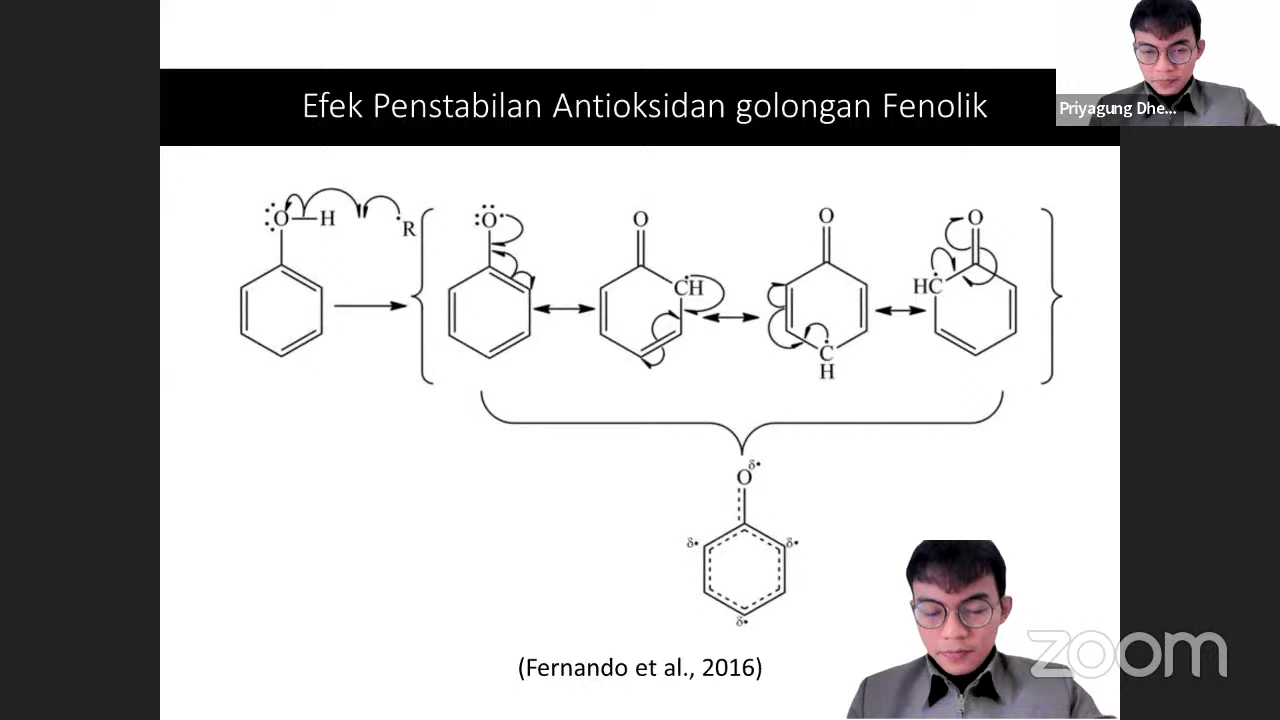 Efek Penstabilan Antioksidan golongan Fenolik
Priyagung Dhe...
O H
R
O
O
CH
O
C
H
O
HC
δ•
O
δ• δ•
δ•
(Fernando et al., 2016)
zoom